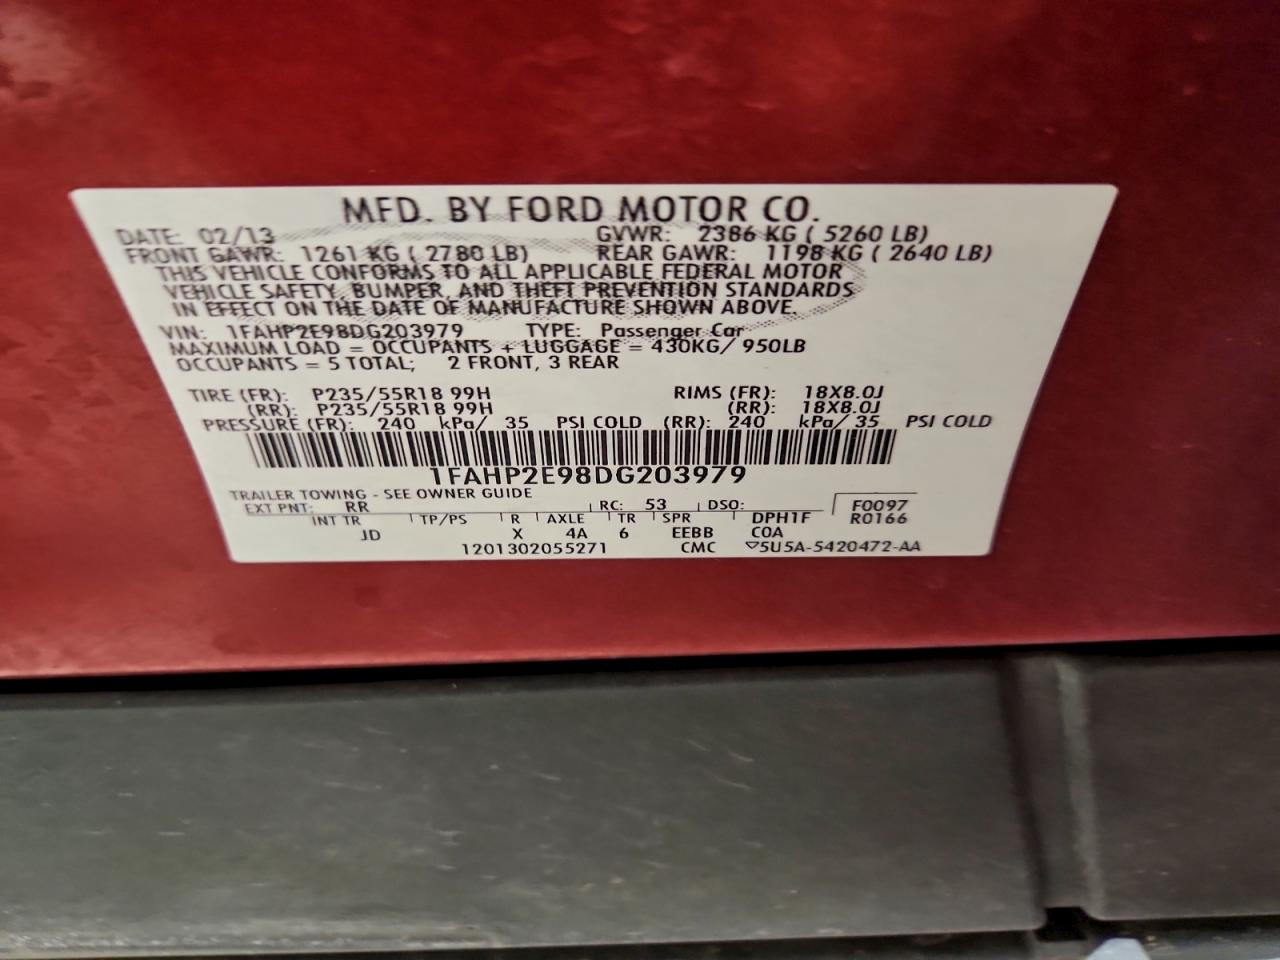 MFD. BY FORD MOTOR CO.
DATE: 02/13 GVWR: 2386 KG ( 5260 LB)
FRONT GAWR: 1261 KG ( 2780 LB) REAR GAWR: 1198 KG ( 2640 LB)
THIS VEHICLE CONFORMS TO ALL APPLICABLE FEDERAL MOTOR
VEHICLE SAFETY, BUMPER, AND THEFT PREVENTION STANDARDS
IN EFFECT ON THE DATE OF MANUFACTURE SHOWN ABOVE.
VIN: 1FAHP2E98DG203979 TYPE: Passenger Car
MAXIMUM LOAD = OCCUPANTS + LUGGAGE = 430KG/ 950LB
OCCUPANTS = 5 TOTAL; 2 FRONT, 3 REAR
TIRE (FR): P235/55R18 99H RIMS (FR): 18X8.0J
(RR): P235/55R18 99H (RR): 18X8.0J
PRESSURE (FR): 240 kPa/ 35 PSI COLD (RR): 240 kPa/ 35 PSI COLD
1FAHP2E98DG203979
TRAILER TOWING - SEE OWNER GUIDE
EXT PNT: RR RC: 53 DSO: F0097
INT TR TP/PS R AXLE TR SPR DPH1F R0166
JD X 4A 6 EEBB COA
1201302055271 CMC ▽5U5A-5420472-AA